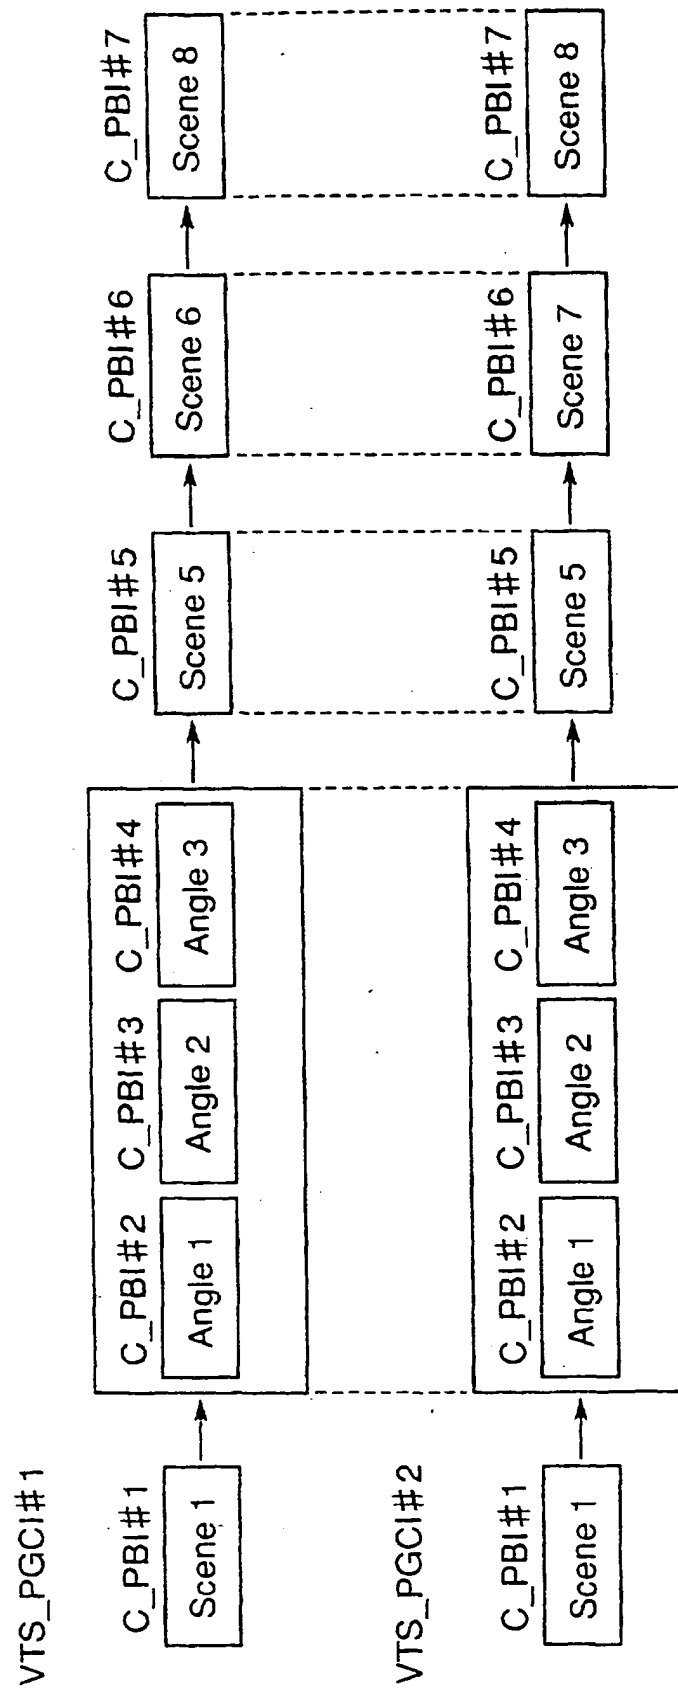 VTS_PGCI#1
C_PBI#1
Scene 1
C_PBI#2
Angle 1
C_PBI#3
Angle 2
C_PBI#4
Angle 3
C_PBI#5
Scene 5
C_PBI#6
Scene 6
C_PBI#7
Scene 8
VTS_PGCI#2
C_PBI#1
Scene 1
C_PBI#2
Angle 1
C_PBI#3
Angle 2
C_PBI#4
Angle 3
C_PBI#5
Scene 5
C_PBI#6
Scene 7
C_PBI#7
Scene 8